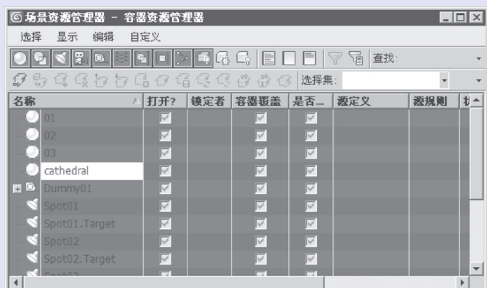 场景资源管理器 - 容器资源管理器
选择 显示 编辑 自定义
查找:
选择集:
名称 打开? 锁定者 容器覆盖 是否... 源定义 源规则
01
02
03
cathedral
Dummy01
Spot01
Spot01.Target
Spot02
Spot02.Target